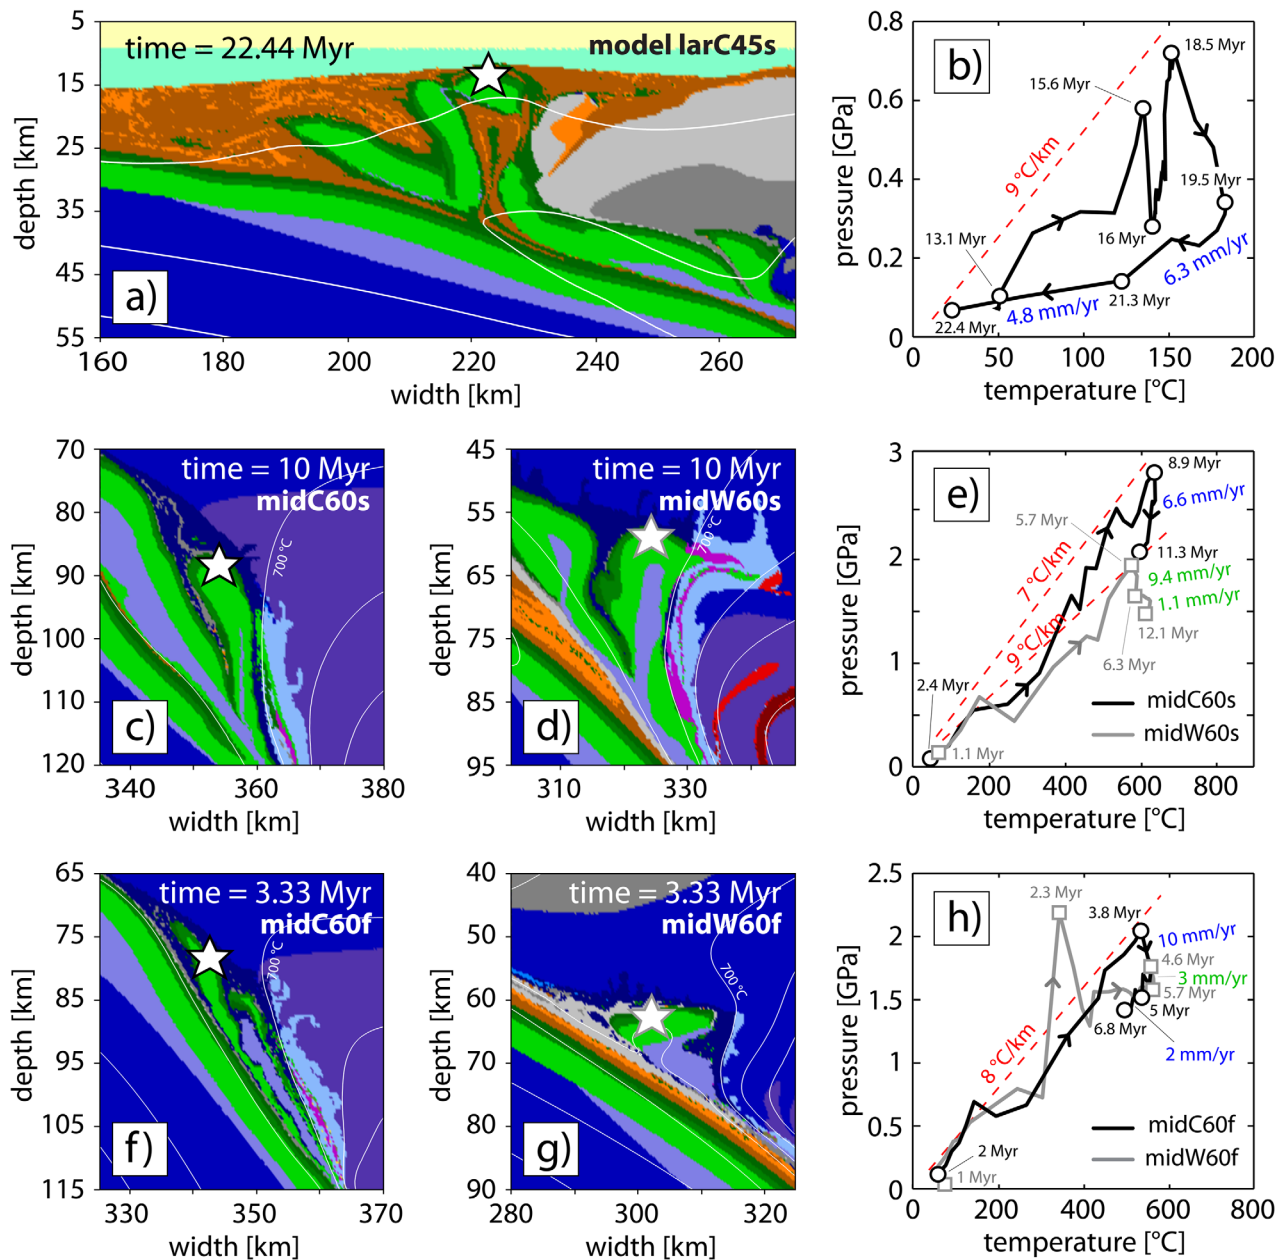 time = 22.44 Myr
model larC45s
5
15
25
35
45
55
depth [km]
a)
160
200
220
240
260
width [km]
b)
0.8
0.6
0.4
0.2
0
pressure [GPa]
18.5 Myr
15.6 Myr
9 °C/km
19.5 Myr
13.1 Myr
16 Myr
6.3 mm/yr
21.3 Myr
4.8 mm/yr
22.4 Myr
0
50
100
150
200
temperature [°C]
70
80
90
100
110
120
depth [km]
time = 10 Myr
midC60s
700 °C
c)
340
360
380
width [km]
45
55
65
75
85
95
depth [km]
time = 10 Myr
midW60s
700 °C
d)
310
320
330
340
width [km]
e)
3
2
1
0
pressure [GPa]
8.9 Myr
6.6 mm/yr
5.7 Myr
11.3 Myr
7 °C/km
9.4 mm/yr
1.1 mm/yr
9 °C/km
12.1 Myr
6.3 Myr
2.4 Myr
1.1 Myr
midC60s
midW60s
0
200
400
600
800
temperature [°C]
65
75
85
95
105
115
depth [km]
time = 3.33 Myr
midC60f
700 °C
f)
330
350
370
width [km]
40
50
60
70
80
90
depth [km]
time = 3.33 Myr
midW60f
700 °C
g)
280
300
320
width [km]
h)
2.5
2
1.5
1
0.5
0
pressure [GPa]
2.3 Myr
3.8 Myr
10 mm/yr
4.6 Myr
3 mm/yr
5.7 Myr
5 Myr
6.8 Myr
2 mm/yr
8 °C/km
2 Myr
1 Myr
midC60f
midW60f
0
200
400
600
800
temperature [°C]